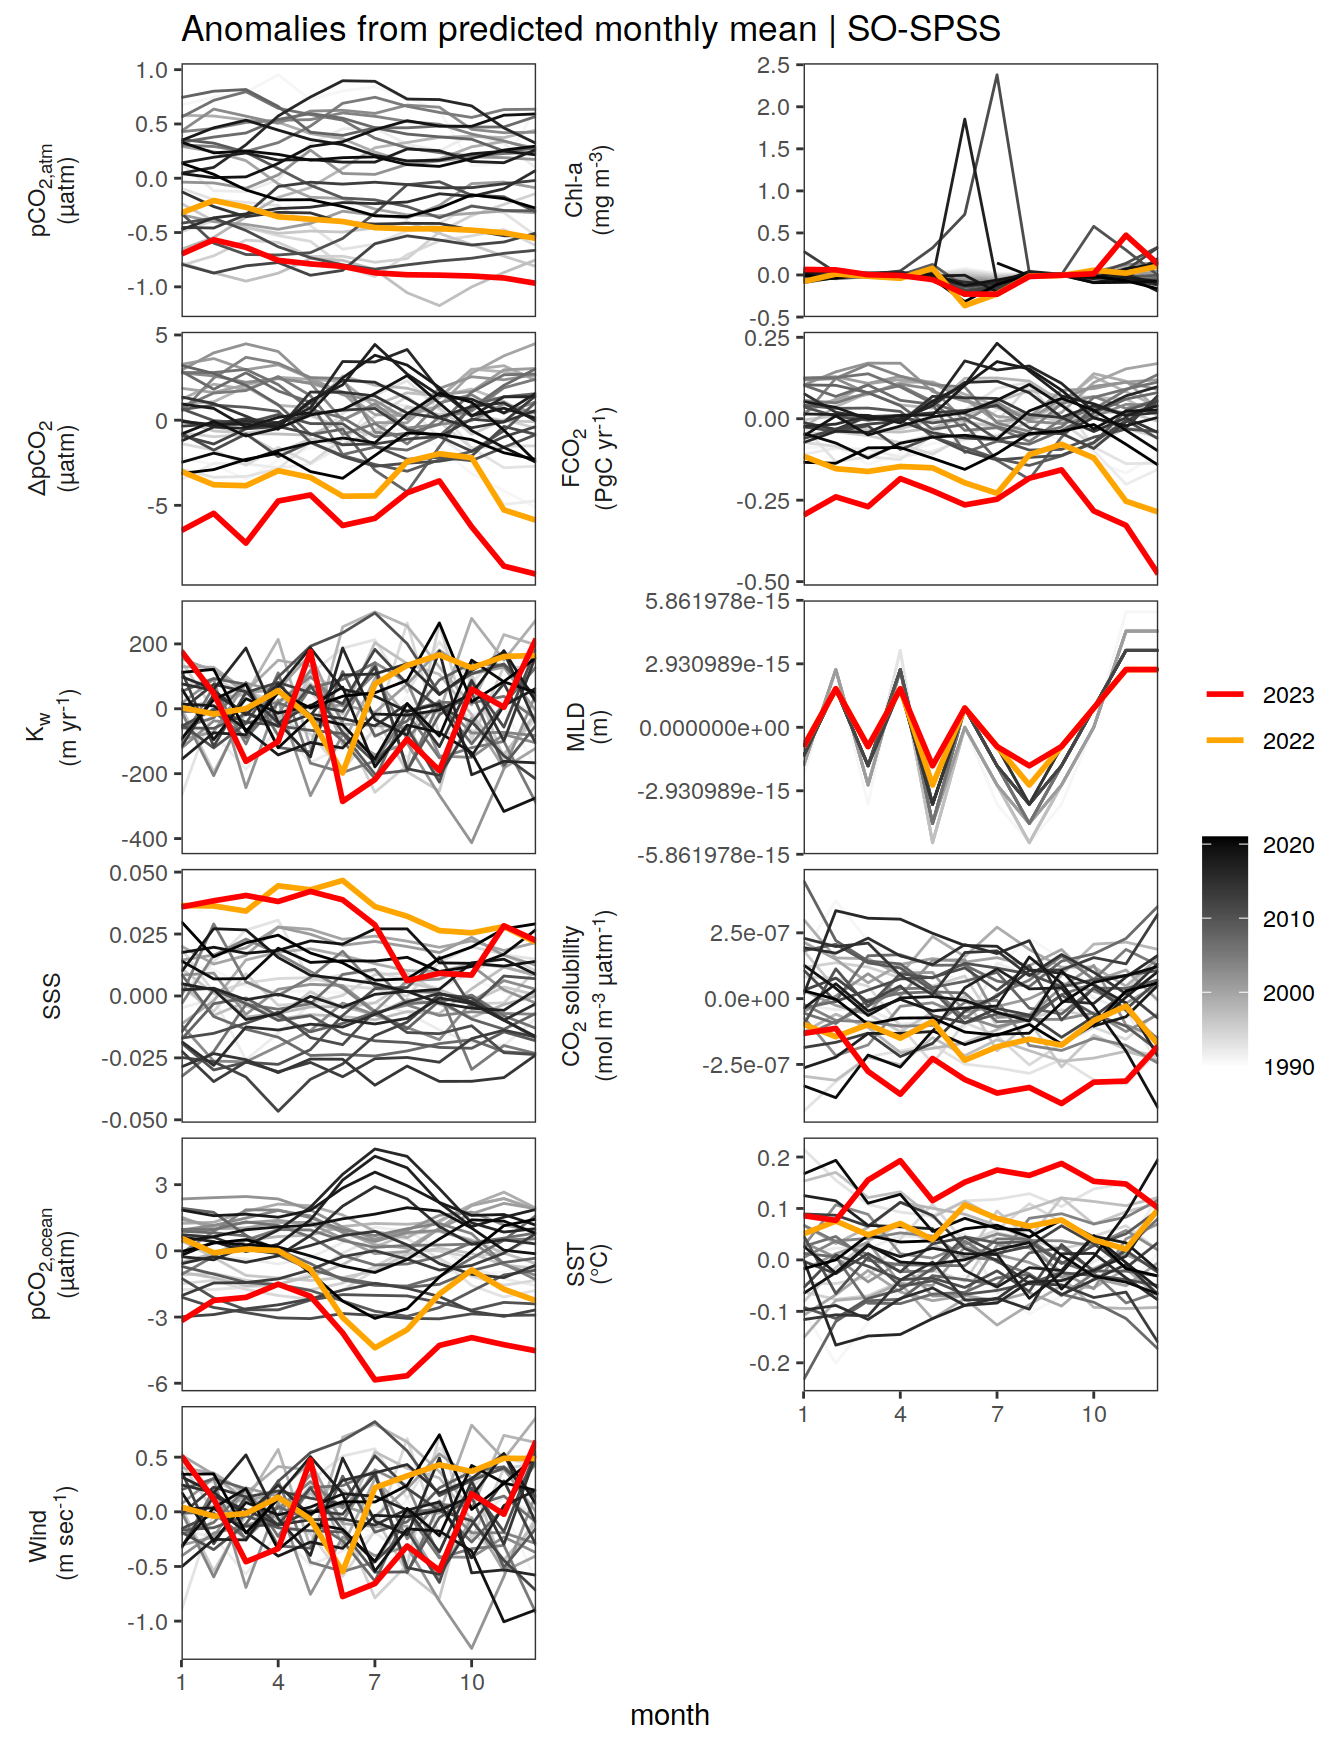 Anomalies from predicted monthly mean | SO-SPSS
pCO2,atm
(µatm)
1.0
0.5
0.0
-0.5
-1.0
Chl-a
(mg m-3)
2.5
2.0
1.5
1.0
0.5
0.0
-0.5
ΔpCO2
(µatm)
5
0
-5
FCO2
(PgC yr-1)
0.25
0.00
-0.25
-0.50
Kw
(m yr-1)
200
0
-200
-400
MLD
(m)
5.861978e-15
2.930989e-15
0.000000e+00
-2.930989e-15
-5.861978e-15
SSS
0.050
0.025
0.000
-0.025
-0.050
CO2 solubility
(mol m-3 µatm-1)
2.5e-07
0.0e+00
-2.5e-07
pCO2,ocean
(µatm)
3
0
-3
-6
SST
(°C)
0.2
0.1
0.0
-0.1
-0.2
1 4 7 10
Wind
(m sec-1)
0.5
0.0
-0.5
-1.0
1 4 7 10
month
2023
2022
2020
2010
2000
1990